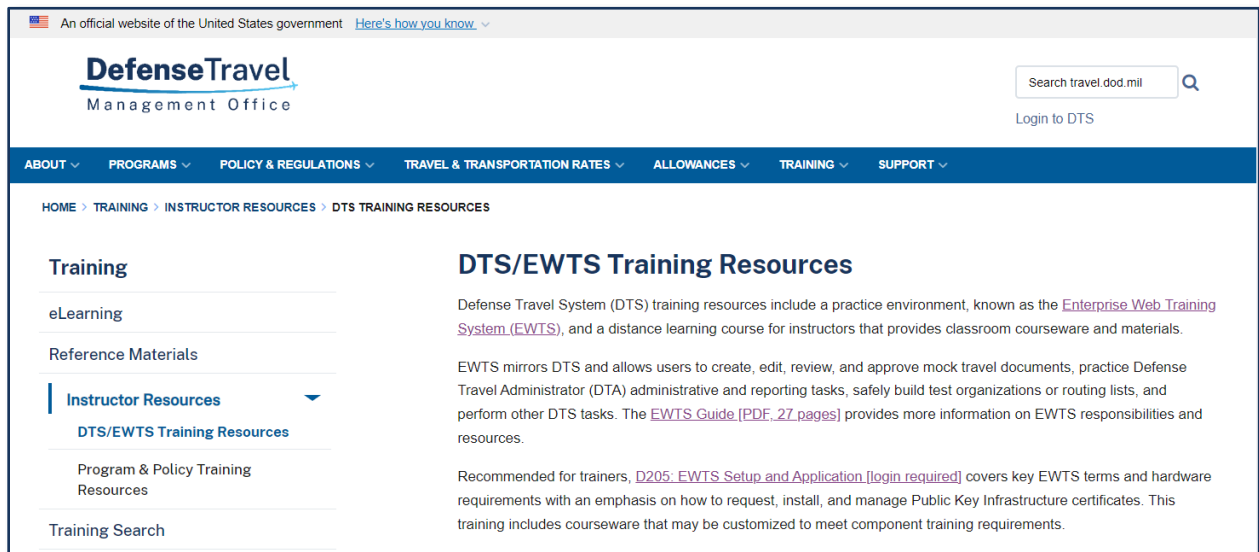 An official website of the United States government Here's how you know
DefenseTravel
Management Office
Search travel.dod.mil
Login to DTS
ABOUT PROGRAMS POLICY & REGULATIONS TRAVEL & TRANSPORTATION RATES ALLOWANCES TRAINING SUPPORT
HOME > TRAINING > INSTRUCTOR RESOURCES > DTS TRAINING RESOURCES
Training
eLearning
Reference Materials
Instructor Resources
DTS/EWTS Training Resources
Program & Policy Training
Resources
Training Search
DTS/EWTS Training Resources
Defense Travel System (DTS) training resources include a practice environment, known as the Enterprise Web Training
System (EWTS), and a distance learning course for instructors that provides classroom courseware and materials.
EWTS mirrors DTS and allows users to create, edit, review, and approve mock travel documents, practice Defense
Travel Administrator (DTA) administrative and reporting tasks, safely build test organizations or routing lists, and
perform other DTS tasks. The EWTS Guide [PDF, 27 pages] provides more information on EWTS responsibilities and
resources.
Recommended for trainers, D205: EWTS Setup and Application [login required] covers key EWTS terms and hardware
requirements with an emphasis on how to request, install, and manage Public Key Infrastructure certificates. This
training includes courseware that may be customized to meet component training requirements.